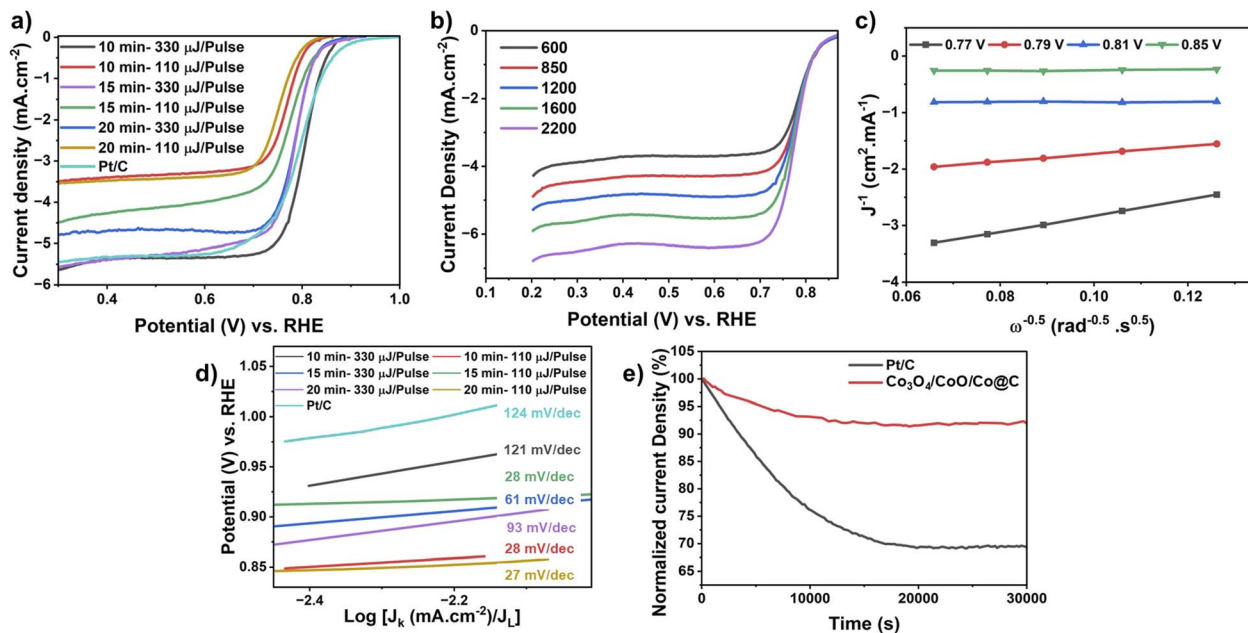 a)
Current density (mA.cm⁻²)
0
−1
−2
−3
−4
−5
−6
10 min- 330 μJ/Pulse
10 min- 110 μJ/Pulse
15 min- 330 μJ/Pulse
15 min- 110 μJ/Pulse
20 min- 330 μJ/Pulse
20 min- 110 μJ/Pulse
Pt/C
0.4 0.6 0.8 1.0
Potential (V) vs. RHE
b)
Current Density (mA.cm⁻²)
0
−2
−4
−6
600
850
1200
1600
2200
0.1 0.2 0.3 0.4 0.5 0.6 0.7 0.8
Potential (V) vs. RHE
c)
0.77 V 0.79 V 0.81 V 0.85 V
J⁻¹ (cm².mA⁻¹)
0
−1
−2
−3
−4
0.06 0.08 0.10 0.12
ω⁻⁰·⁵ (rad⁻⁰·⁵ .s⁰·⁵)
d)
10 min- 330 μJ/Pulse 10 min- 110 μJ/Pulse
15 min- 330 μJ/Pulse 15 min- 110 μJ/Pulse
20 min- 330 μJ/Pulse 20 min- 110 μJ/Pulse
Pt/C
Potential (V) vs. RHE
1.05
1.00
0.95
0.90
0.85
124 mV/dec
121 mV/dec
28 mV/dec
61 mV/dec
93 mV/dec
28 mV/dec
27 mV/dec
−2.4 −2.2
Log [Jₖ (mA.cm⁻²)/J_L]
e)
Normalized current Density (%)
105
100
95
90
85
80
75
70
65
Pt/C
Co₃O₄/CoO/Co@C
0 10000 20000 30000
Time (s)